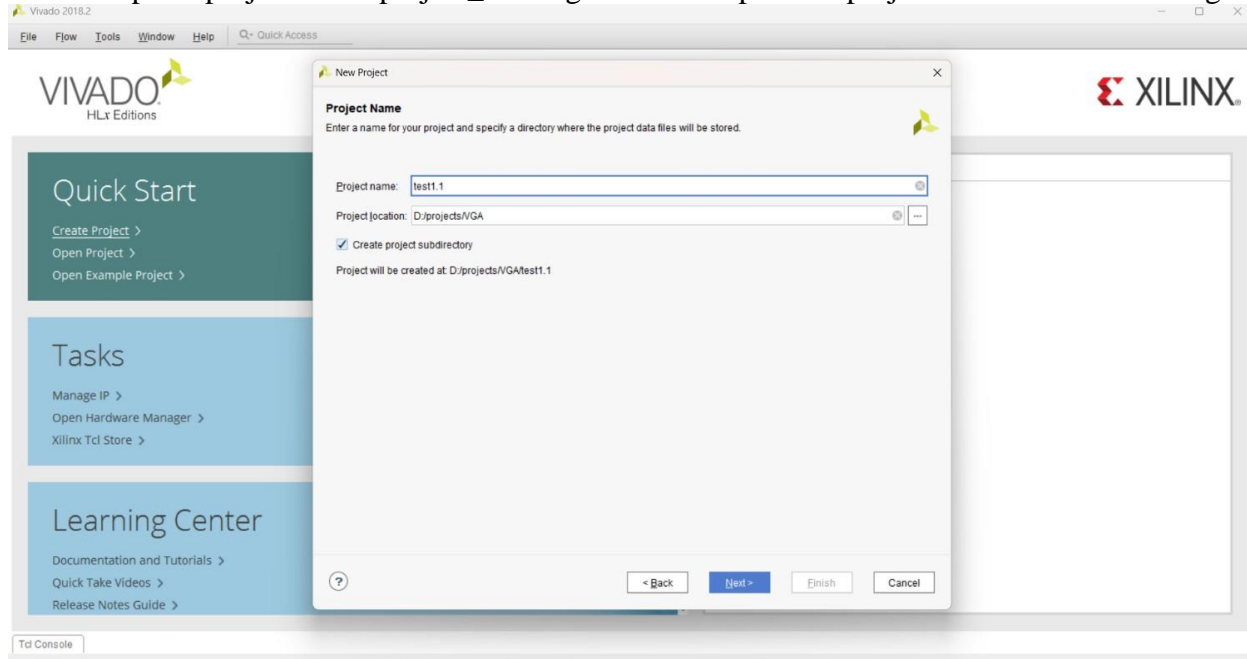 Vivado 2018.2
File Flow Tools Window Help Q- Quick Access
VIVADO
HLx Editions
XILINX
Quick Start
Create Project >
Open Project >
Open Example Project >
Tasks
Manage IP >
Open Hardware Manager >
Xilinx Tcl Store >
Learning Center
Documentation and Tutorials >
Quick Take Videos >
Release Notes Guide >
New Project
Project Name
Enter a name for your project and specify a directory where the project data files will be stored.
Project name: test1.1
Project location: D:/projects/VGA
Create project subdirectory
Project will be created at: D:/projects/VGA/test1.1
? < Back Next > Finish Cancel
Tcl Console